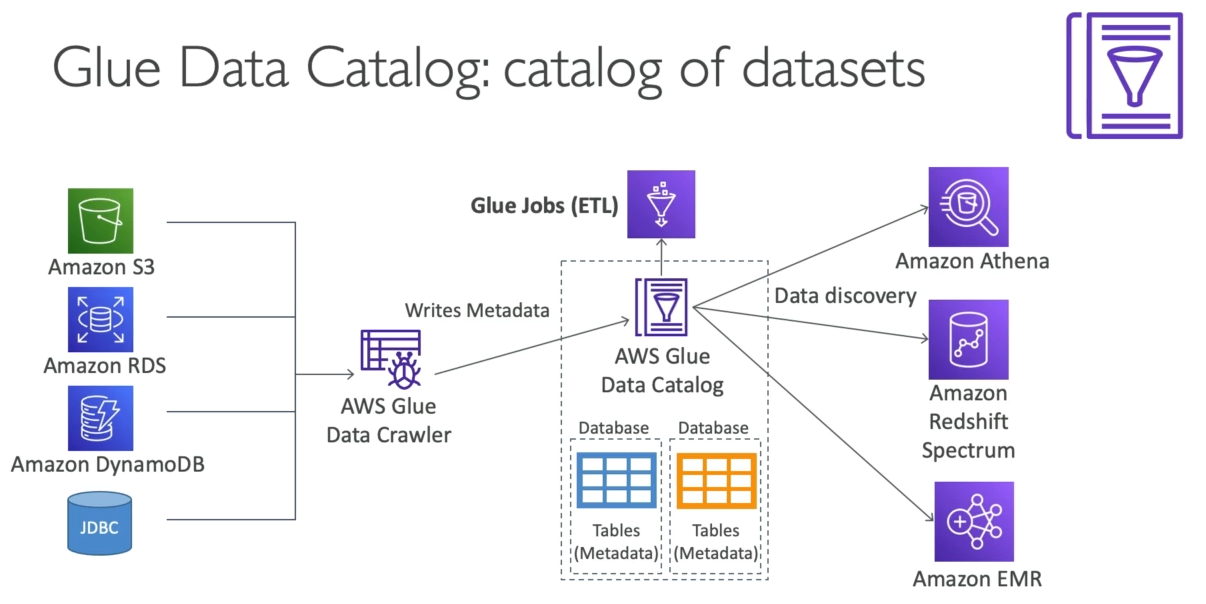 Glue Data Catalog: catalog of datasets
Amazon S3
Amazon RDS
Amazon DynamoDB
JDBC
AWS Glue
Data Crawler
Writes Metadata
Glue Jobs (ETL)
AWS Glue
Data Catalog
Database
Tables
(Metadata)
Database
Tables
(Metadata)
Data discovery
Amazon Athena
Amazon
Redshift
Spectrum
Amazon EMR